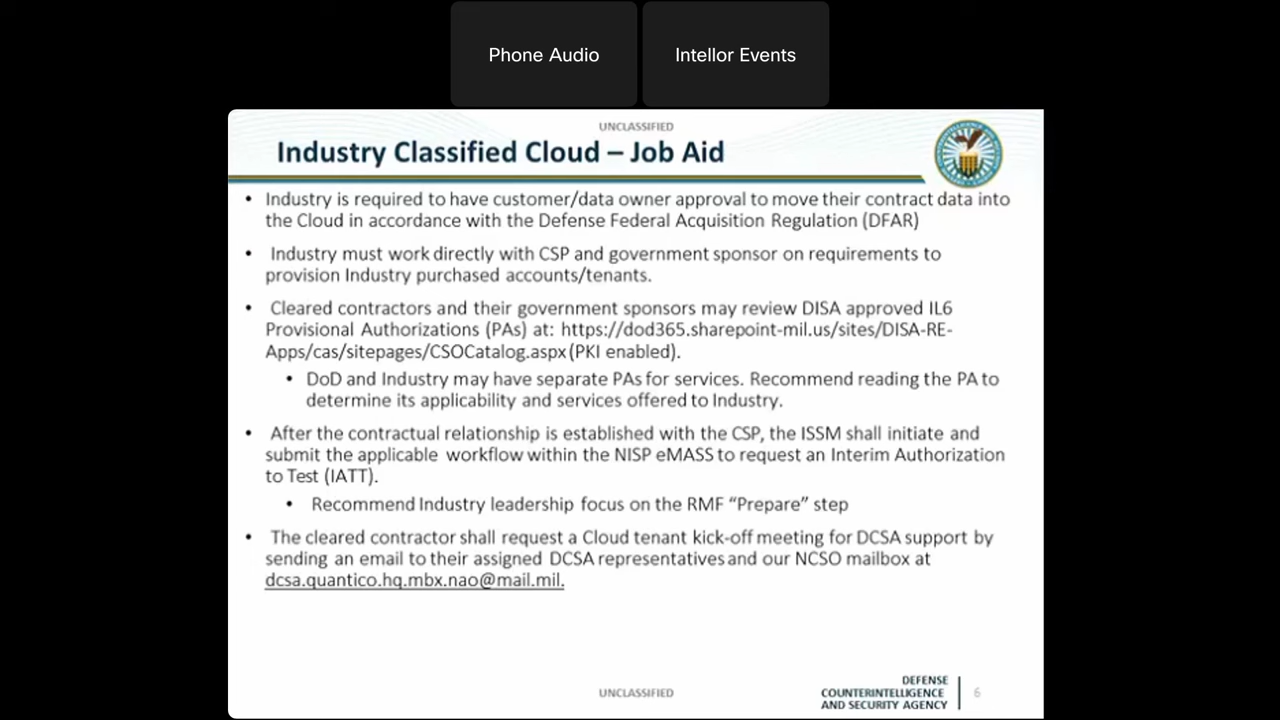 Phone Audio
Intellor Events
UNCLASSIFIED
Industry Classified Cloud – Job Aid
• Industry is required to have customer/data owner approval to move their contract data into
the Cloud in accordance with the Defense Federal Acquisition Regulation (DFAR)
• Industry must work directly with CSP and government sponsor on requirements to
provision Industry purchased accounts/tenants.
• Cleared contractors and their government sponsors may review DISA approved IL6
Provisional Authorizations (PAs) at: https://dod365.sharepoint-mil.us/sites/DISA-RE-
Apps/cas/sitepages/CSOCatalog.aspx (PKI enabled).
• DoD and Industry may have separate PAs for services. Recommend reading the PA to
determine its applicability and services offered to Industry.
• After the contractual relationship is established with the CSP, the ISSM shall initiate and
submit the applicable workflow within the NISP eMASS to request an Interim Authorization
to Test (IATT).
• Recommend Industry leadership focus on the RMF “Prepare” step
• The cleared contractor shall request a Cloud tenant kick-off meeting for DCSA support by
sending an email to their assigned DCSA representatives and our NCSO mailbox at
dcsa.quantico.hq.mbx.nao@mail.mil.
UNCLASSIFIED
DEFENSE
COUNTERINTELLIGENCE
AND SECURITY AGENCY
6